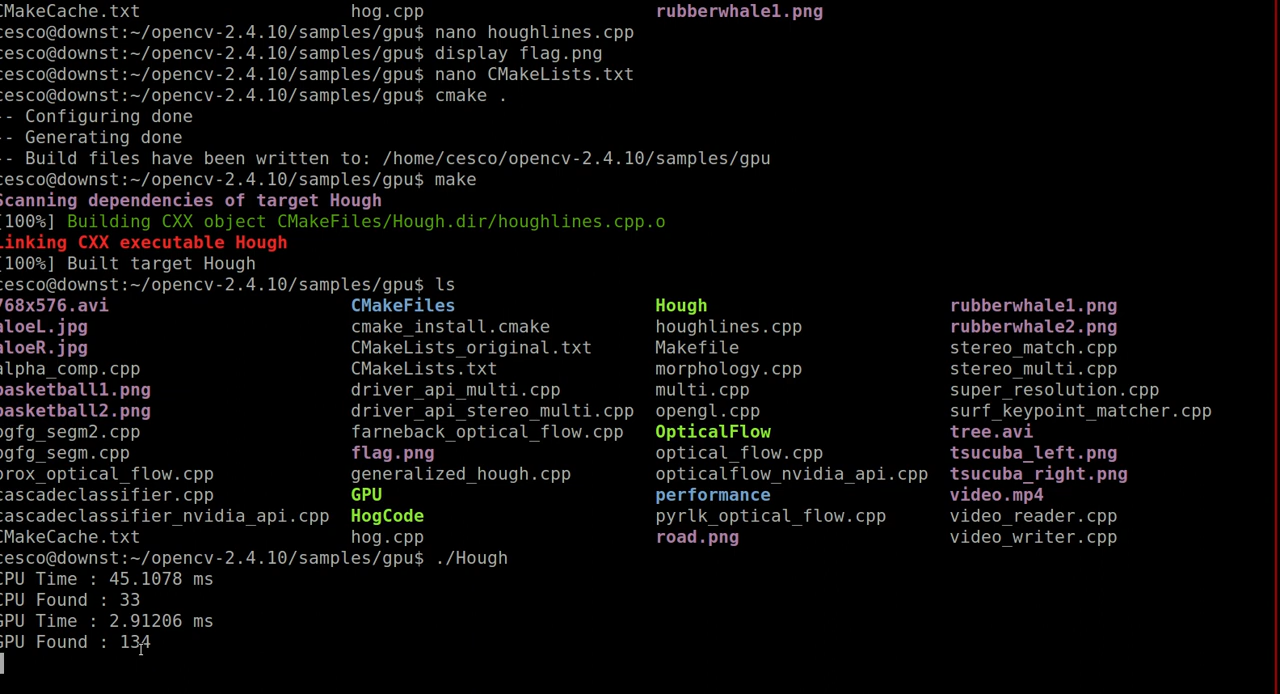 CMakeCache.txt hog.cpp rubberwhale1.png
cesco@downst:~/opencv-2.4.10/samples/gpu$ nano houghlines.cpp
cesco@downst:~/opencv-2.4.10/samples/gpu$ display flag.png
cesco@downst:~/opencv-2.4.10/samples/gpu$ nano CMakeLists.txt
cesco@downst:~/opencv-2.4.10/samples/gpu$ cmake .
-- Configuring done
-- Generating done
-- Build files have been written to: /home/cesco/opencv-2.4.10/samples/gpu
cesco@downst:~/opencv-2.4.10/samples/gpu$ make
Scanning dependencies of target Hough
[100%] Building CXX object CMakeFiles/Hough.dir/houghlines.cpp.o
Linking CXX executable Hough
[100%] Built target Hough
cesco@downst:~/opencv-2.4.10/samples/gpu$ ls
768x576.avi CMakeFiles Hough rubberwhale1.png
aloeL.jpg cmake_install.cmake houghlines.cpp rubberwhale2.png
aloeR.jpg CMakeLists_original.txt Makefile stereo_match.cpp
alpha_comp.cpp CMakeLists.txt morphology.cpp stereo_multi.cpp
basketball1.png driver_api_multi.cpp multi.cpp super_resolution.cpp
basketball2.png driver_api_stereo_multi.cpp opengl.cpp surf_keypoint_matcher.cpp
bgfg_segm2.cpp farneback_optical_flow.cpp OpticalFlow tree.avi
bgfg_segm.cpp flag.png optical_flow.cpp tsucuba_left.png
brox_optical_flow.cpp generalized_hough.cpp opticalflow_nvidia_api.cpp tsucuba_right.png
cascadeclassifier.cpp GPU performance video.mp4
cascadeclassifier_nvidia_api.cpp HogCode pyrlk_optical_flow.cpp video_reader.cpp
CMakeCache.txt hog.cpp road.png video_writer.cpp
cesco@downst:~/opencv-2.4.10/samples/gpu$ ./Hough
CPU Time : 45.1078 ms
CPU Found : 33
GPU Time : 2.91206 ms
GPU Found : 134